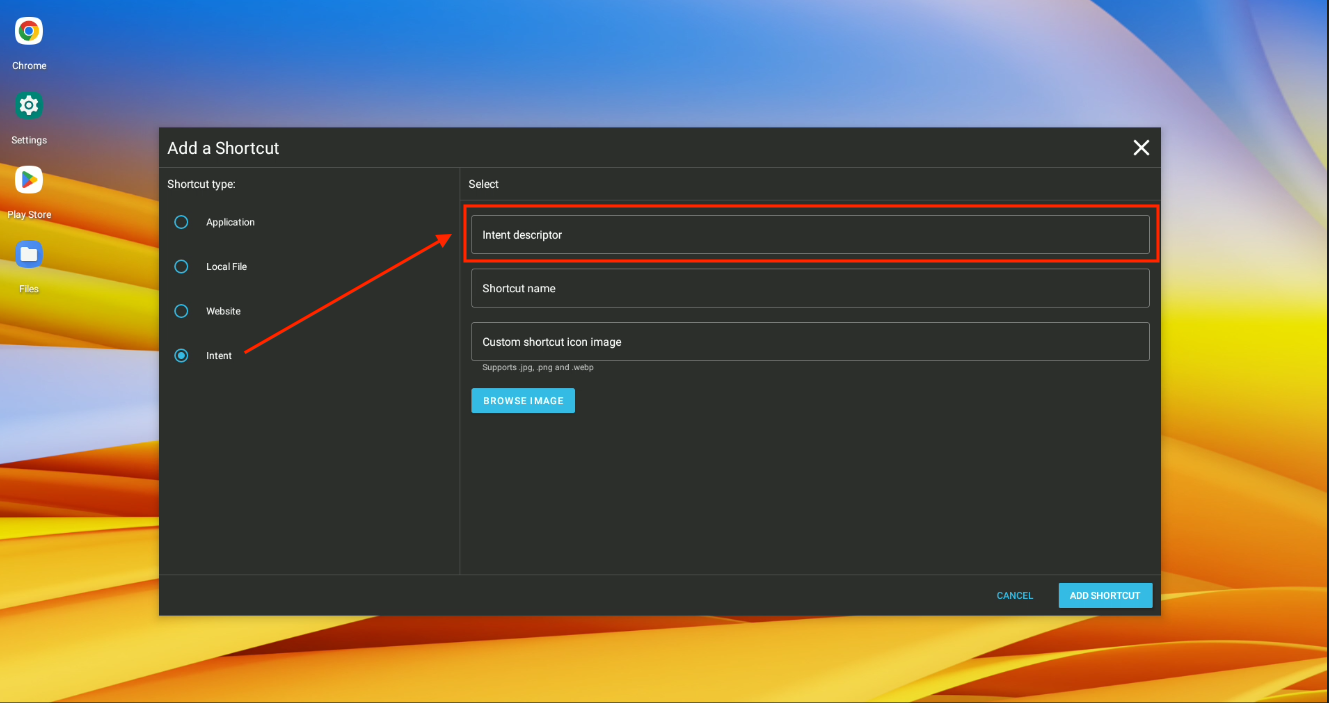 Chrome
Settings
Play Store
Files
Add a Shortcut
Shortcut type:
Application
Local File
Website
Intent
Select
Intent descriptor
Shortcut name
Custom shortcut icon image
Supports .jpg, .png and .webp
BROWSE IMAGE
CANCEL
ADD SHORTCUT